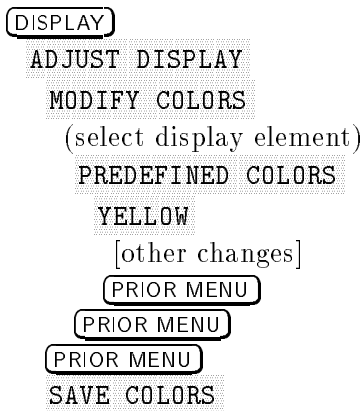 DISPLAY
ADJUST DISPLAY
MODIFY COLORS
(select display element)
PREDEFINED COLORS
YELLOW
[other changes]
PRIOR MENU
PRIOR MENU
PRIOR MENU
SAVE COLORS